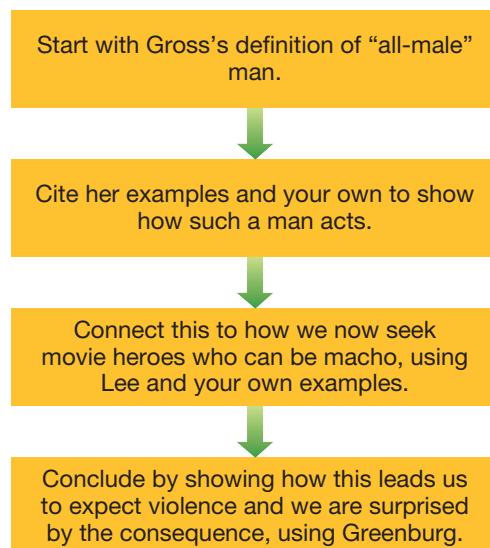 Start with Gross’s definition of “all-male”
man.
Cite her examples and your own to show
how such a man acts.
Connect this to how we now seek
movie heroes who can be macho, using
Lee and your own examples.
Conclude by showing how this leads us
to expect violence and we are surprised
by the consequence, using Greenburg.